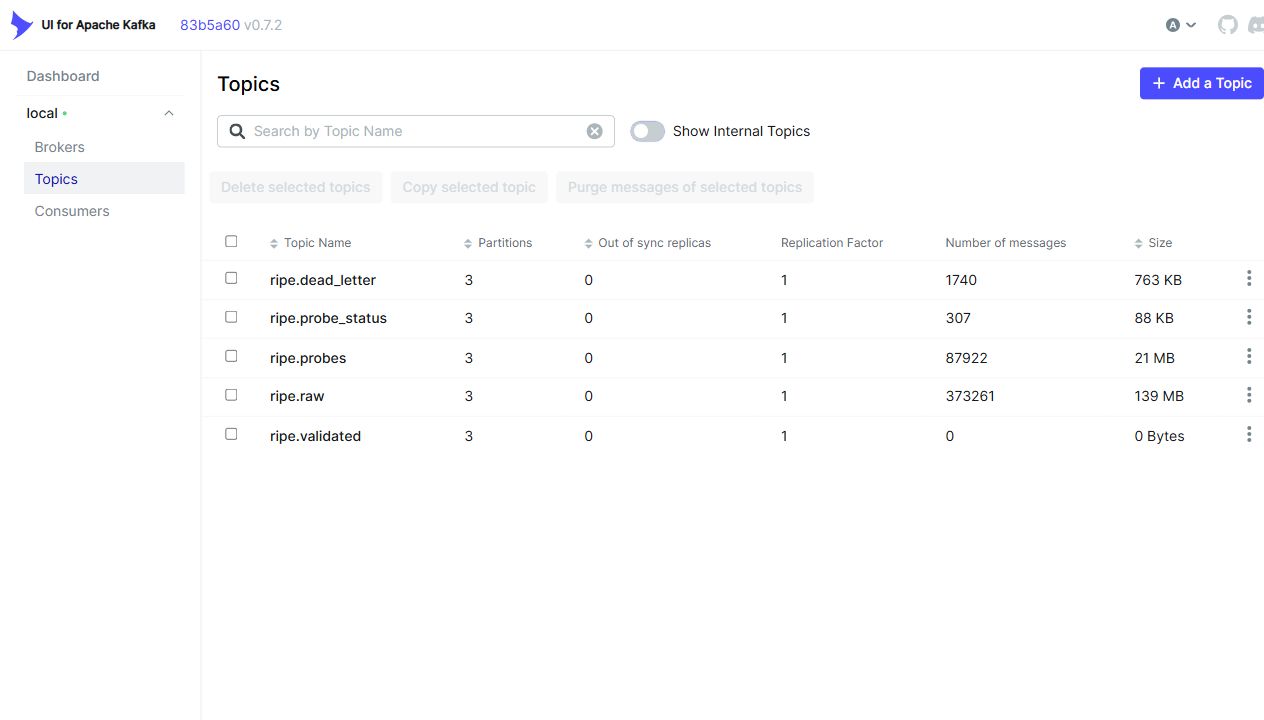 UI for Apache Kafka 83b5a60 v0.7.2 A
Dashboard
local
Brokers
Topics
Consumers
Topics
+ Add a Topic
Search by Topic Name
Show Internal Topics
Delete selected topics Copy selected topic Purge messages of selected topics
Topic Name Partitions Out of sync replicas Replication Factor Number of messages Size
ripe.dead_letter 3 0 1 1740 763 KB
ripe.probe_status 3 0 1 307 88 KB
ripe.probes 3 0 1 87922 21 MB
ripe.raw 3 0 1 373261 139 MB
ripe.validated 3 0 1 0 0 Bytes